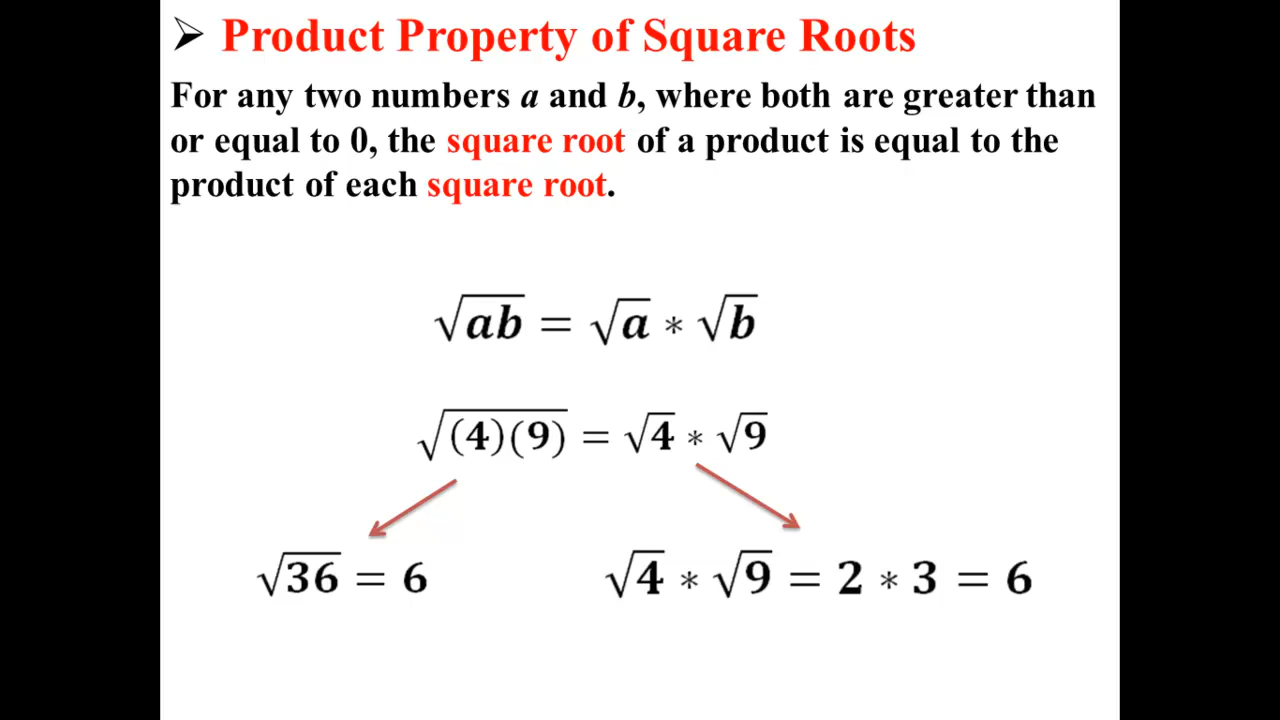 ➢ Product Property of Square Roots
For any two numbers a and b, where both are greater than
or equal to 0, the square root of a product is equal to the
product of each square root.
√ab = √a * √b
√(4)(9) = √4 * √9
√36 = 6
√4 * √9 = 2 * 3 = 6